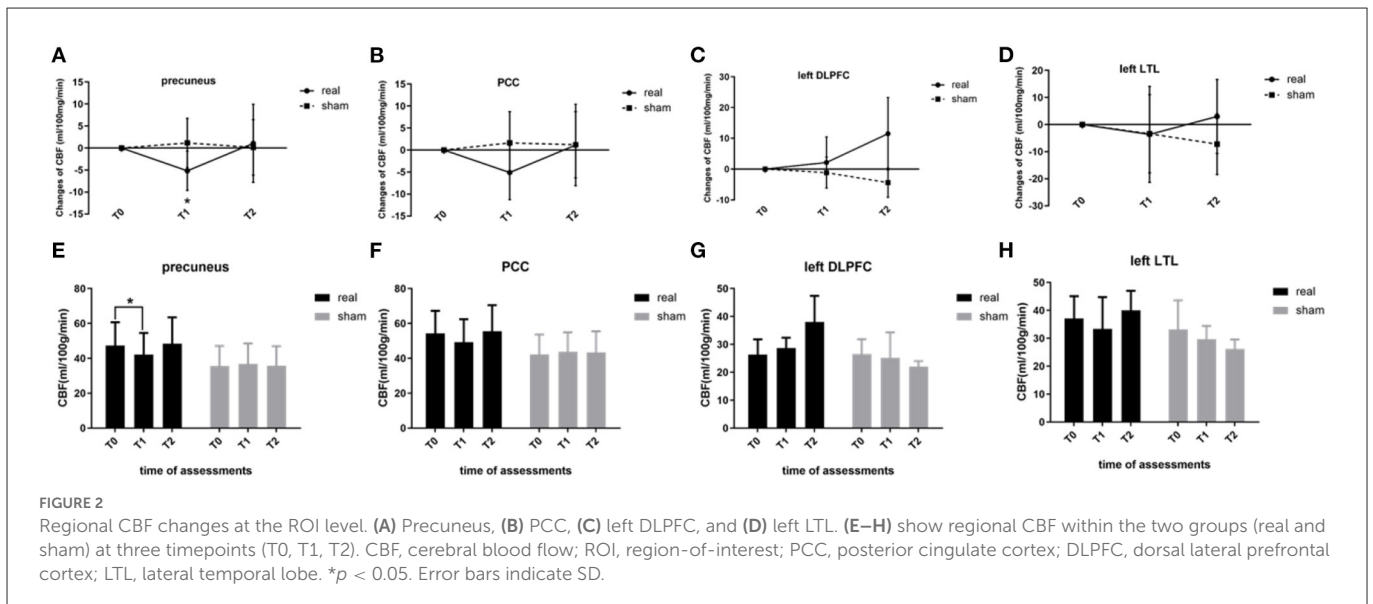 A
precuneus
Changes of CBF (ml/100mg/min)
15
10
5
0
-5
-10
-15
T0
T1
T2
*
real
sham
B
PCC
Changes of CBF (ml/100mg/min)
15
10
5
0
-5
-10
-15
T0
T1
T2
real
sham
C
left DLPFC
Changes of CBF (ml/100mg/min)
30
20
10
0
-10
T0
T1
T2
real
sham
D
left LTL
Changes of CBF (ml/100mg/min)
20
10
0
-10
-20
-30
T0
T1
T2
real
sham
E
precuneus
CBF(ml/100g/min)
80
60
40
20
0
*
T0 T1 T2 T0 T1 T2
time of assessments
real
sham
F
PCC
CBF(ml/100g/min)
80
60
40
20
0
T0 T1 T2 T0 T1 T2
time of assessments
real
sham
G
left DLPFC
CBF(ml/100g/min)
50
40
30
20
10
0
T0 T1 T2 T0 T1 T2
time of assessments
real
sham
H
left LTL
CBF(ml/100g/min)
50
40
30
20
10
0
T0 T1 T2 T0 T1 T2
time of assessments
real
sham
FIGURE 2
Regional CBF changes at the ROI level. (A) Precuneus, (B) PCC, (C) left DLPFC, and (D) left LTL. (E–H) show regional CBF within the two groups (real and
sham) at three timepoints (T0, T1, T2). CBF, cerebral blood flow; ROI, region-of-interest; PCC, posterior cingulate cortex; DLPFC, dorsal lateral prefrontal
cortex; LTL, lateral temporal lobe. *p < 0.05. Error bars indicate SD.